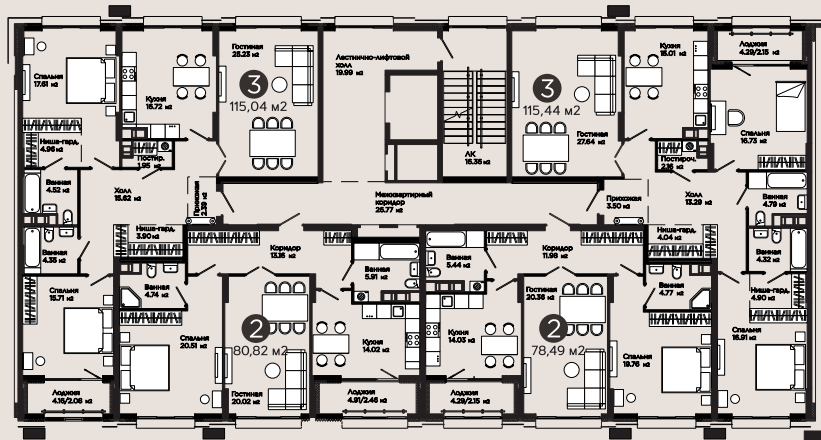 Спальня
17.61 м2
Кухня
16.72 м2
Гостиная
25.23 м2
3
115,04 м2
Лестнично-лифтовой
холл
19.99 м2
ЛК
16.36 м2
3
115,44 м2
Гостиная
27.64 м2
Кухня
15.01 м2
Лоджия
4.29/2.15 м2
Спальня
16.73 м2
Ниша-гард.
4.96 м2
Постир.
1.95 м2
Постироч.
2.16 м2
Ванная
4.52 м2
Холл
15.62 м2
Прихожая
2.39 м2
Межквартирный
коридор
25.77 м2
Прихожая
3.50 м2
Холл
13.29 м2
Ванная
4.79 м2
Ванная
4.35 м2
Ниша-гард.
3.90 м2
Коридор
13.16 м2
Ванная
5.91 м2
Ванная
5.44 м2
Коридор
11.98 м2
Ниша-гард.
4.04 м2
Ванная
4.32 м2
Спальня
15.71 м2
Ванная
4.74 м2
Гостиная
20.36 м2
Ванная
4.77 м2
Ниша-гард.
4.90 м2
Спальня
20.51 м2
2
80,82 м2
Кухня
14.02 м2
Кухня
14.03 м2
2
78,49 м2
Спальня
19.76 м2
Спальня
16.91 м2
Лоджия
4.16/2.08 м2
Гостиная
20.02 м2
Лоджия
4.91/2.46 м2
Лоджия
4.29/2.15 м2